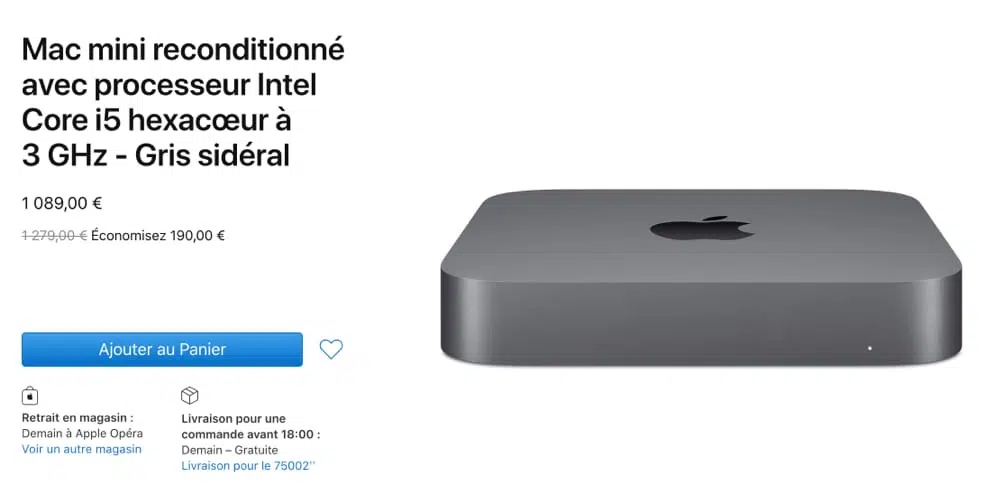 Mac mini reconditionné
avec processeur Intel
Core i5 hexacœur à
3 GHz - Gris sidéral
1 089,00 €
1 279,00 € Économisez 190,00 €
Ajouter au Panier
Retrait en magasin :
Demain à Apple Opéra
Voir un autre magasin
Livraison pour une
commande avant 18:00 :
Demain – Gratuite
Livraison pour le 75002''